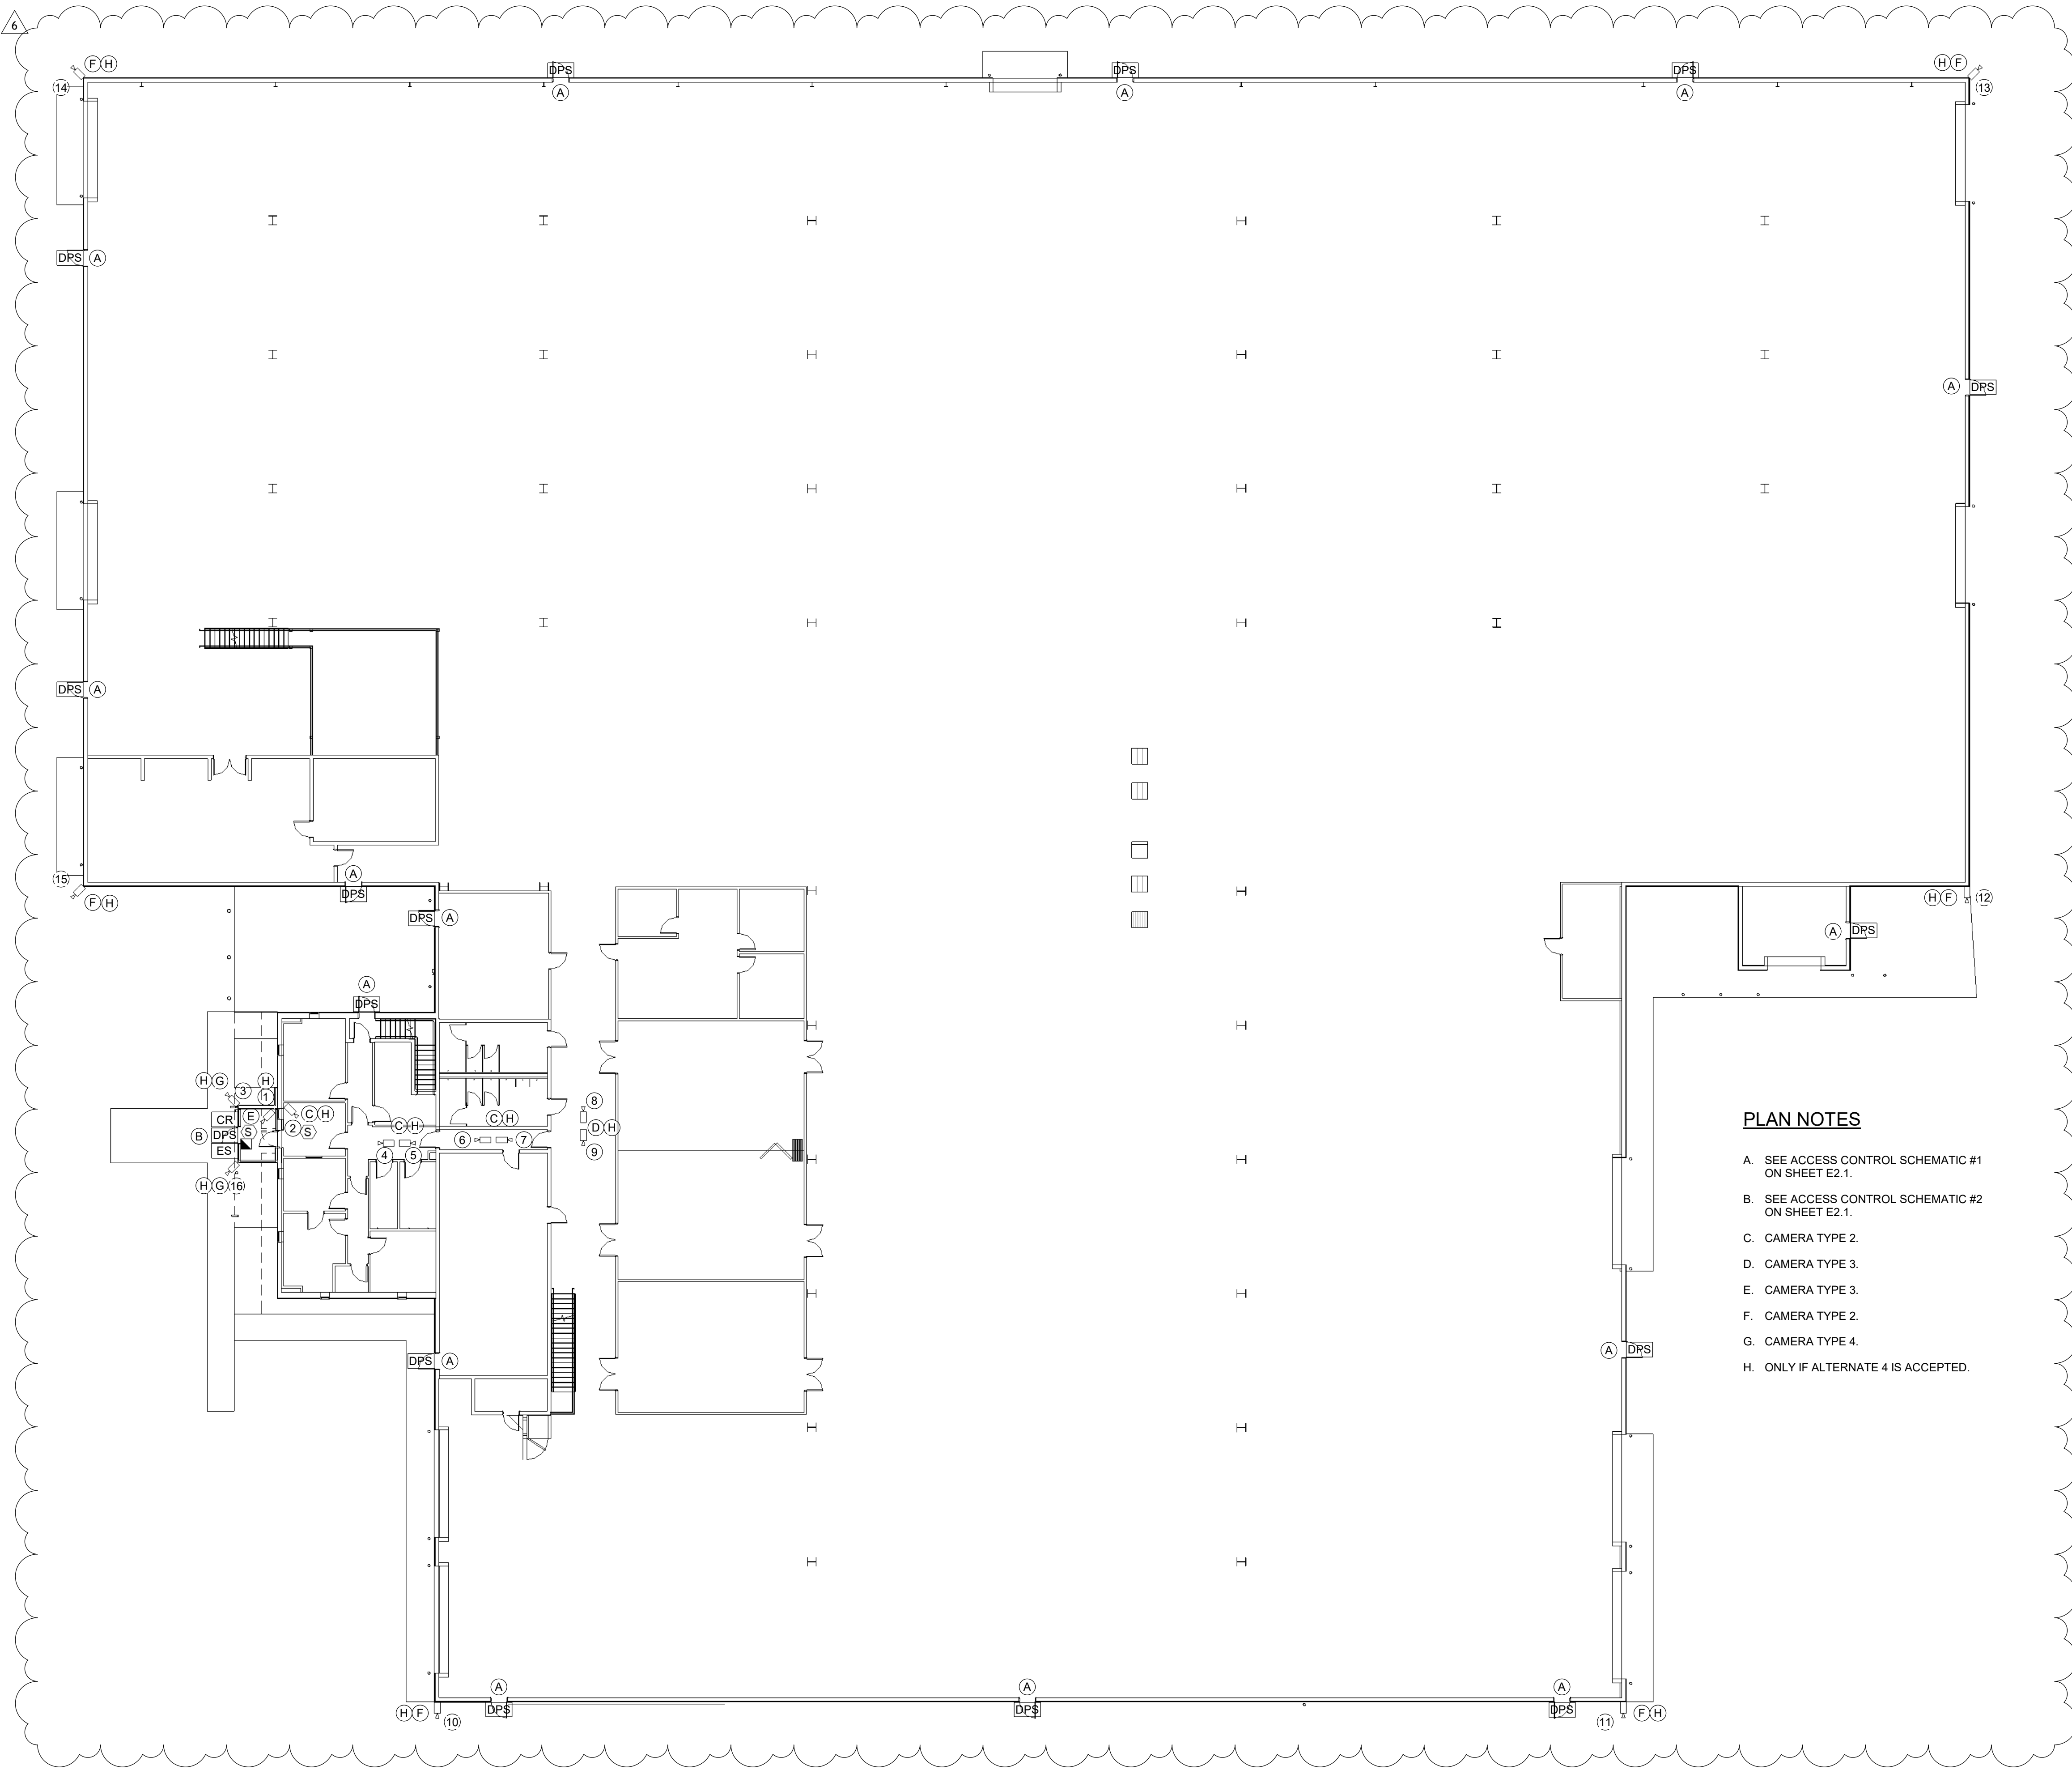 6
F H
H F
DPS
DPS
DPS
(14)
A
A
A
(13)
DPS A
A DPS
DPS A
A
(15)
DPS
F H
H F
(12)
DPS A
A DPS
A
DPS
H G
H
3
1
E
C H
CR
S
2
S
B
DPS
ES
H G (16)
C H
4
5
C H
6
7
8
D H
9
PLAN NOTES
A. SEE ACCESS CONTROL SCHEMATIC #1
ON SHEET E2.1.
B. SEE ACCESS CONTROL SCHEMATIC #2
ON SHEET E2.1.
C. CAMERA TYPE 2.
D. CAMERA TYPE 3.
E. CAMERA TYPE 3.
F. CAMERA TYPE 2.
G. CAMERA TYPE 4.
H. ONLY IF ALTERNATE 4 IS ACCEPTED.
DPS A
A DPS
A
A
A
DPS
DPS
DPS
H F
(10)
(11)
F H